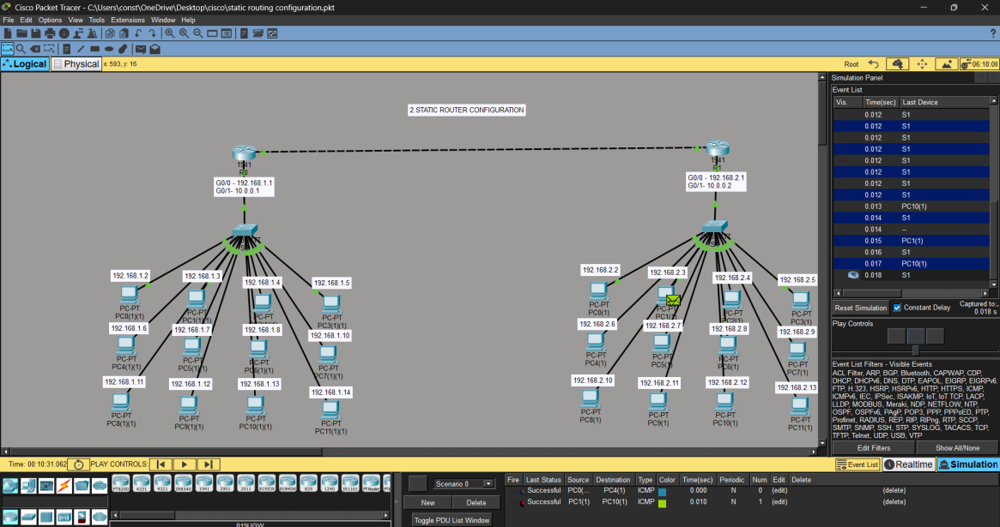 Cisco Packet Tracer - C:\Users\const\OneDrive\Desktop\cisco\static routing configuration.pkt
File Edit Options View Tools Extensions Window Help
?
Logical Physical x: 593, y: 16 Root 06:18:00
2.STATIC ROUTER CONFIGURATION
1941
R0
G0/0 - 192.168.1.1
G0/1- 10.0.0.1
1941
R1
G0/0 - 192.168.2.1
G0/1- 10.0.0.2
192.168.1.2 192.168.1.3 192.168.1.4 192.168.1.5
PC-PT
PC0(1)(1)
PC-PT
PC1(1)(1)
PC-PT
PC-PT
PC3(1)(1)
192.168.1.6 192.168.1.7 192.168.1.8 192.168.1.10
PC-PT
PC4(1)(1)
PC-PT
PC5(1)(1)
PC-PT
PC6(1)(1)
PC-PT
PC7(1)(1)
192.168.1.11 192.168.1.12 192.168.1.13 192.168.1.14
PC-PT
PC8(1)(1)
PC-PT
PC9(1)(1)
PC-PT
PC10(1)(1)
PC-PT
PC11(1)(1)
192.168.2.2 192.168.2.3 192.168.2.4 192.168.2.5
PC-PT
PC0(1)
PC-PT
PC-PT
PC2(1)
PC-PT
PC3(1)
192.168.2.6 192.168.2.7 192.168.2.8 192.168.2.9
PC-PT
PC4(1)
PC-PT
PC5(1)
PC-PT
PC6(1)
PC-PT
PC7(1)
192.168.2.10 192.168.2.11 192.168.2.12 192.168.2.13
PC-PT
PC8(1)
PC-PT
PC9(1)
PC-PT
PC10(1)
PC-PT
PC11(1)
Simulation Panel
Event List
Vis. Time(sec) Last Device
0.012 S1
0.012 S1
0.012 S1
0.012 S1
0.012 S1
0.012 S1
0.012 S1
0.012 S1
0.013 PC10(1)
0.014 S1
0.014 --
0.015 PC1(1)
0.016 S1
0.017 PC10(1)
0.018 S1
Reset Simulation Constant Delay Captured to:
0.018 s
Play Controls
Event List Filters - Visible Events
ACL Filter, ARP, BGP, Bluetooth, CAPWAP, CDP,
DHCP, DHCPv6, DNS, DTP, EAPOL, EIGRP, EIGRPv6,
FTP, H.323, HSRP, HSRPv6, HTTP, HTTPS, ICMP,
ICMPv6, IEC, IPSec, ISAKMP, IoT, IoT TCP, LACP,
LLDP, MODBUS, Meraki, NDP, NETFLOW, NTP,
OSPF, OSPFv6, PAgP, POP3, PPP, PPPoED, PTP,
Profinet, RADIUS, REP, RIP, RIPng, RTP, SCCP,
SMTP, SNMP, SSH, STP, SYSLOG, TACACS, TCP,
TFTP, Telnet, UDP, USB, VTP
Edit Filters Show All/None
Time: 00:10:31.062 PLAY CONTROLS: Event List Realtime Simulation
PT8200 4331 4321 IR8340 1941 2901 2911 819IOX 819HGW 829 1240 IR1101
819HGW
Scenario 0
New Delete
Toggle PDU List Window
Fire Last Status Source Destination Type Color Time(sec) Periodic Num Edit Delete
Successful PC0(... PC4(1) ICMP 0.000 N 0 (edit) (delete)
Successful PC1(1) PC10(1) ICMP 0.010 N 1 (edit) (delete)